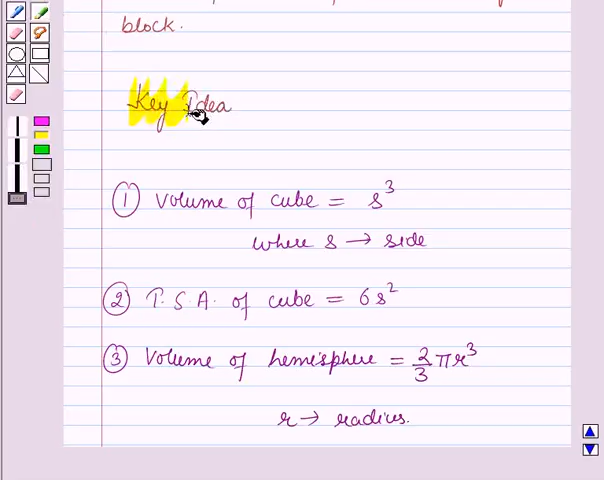 block.
Key Idea
① Volume of cube = s³
where s → side
② T.S.A. of cube = 6s²
③ Volume of hemisphere = 2/3 πr³
r → radius.